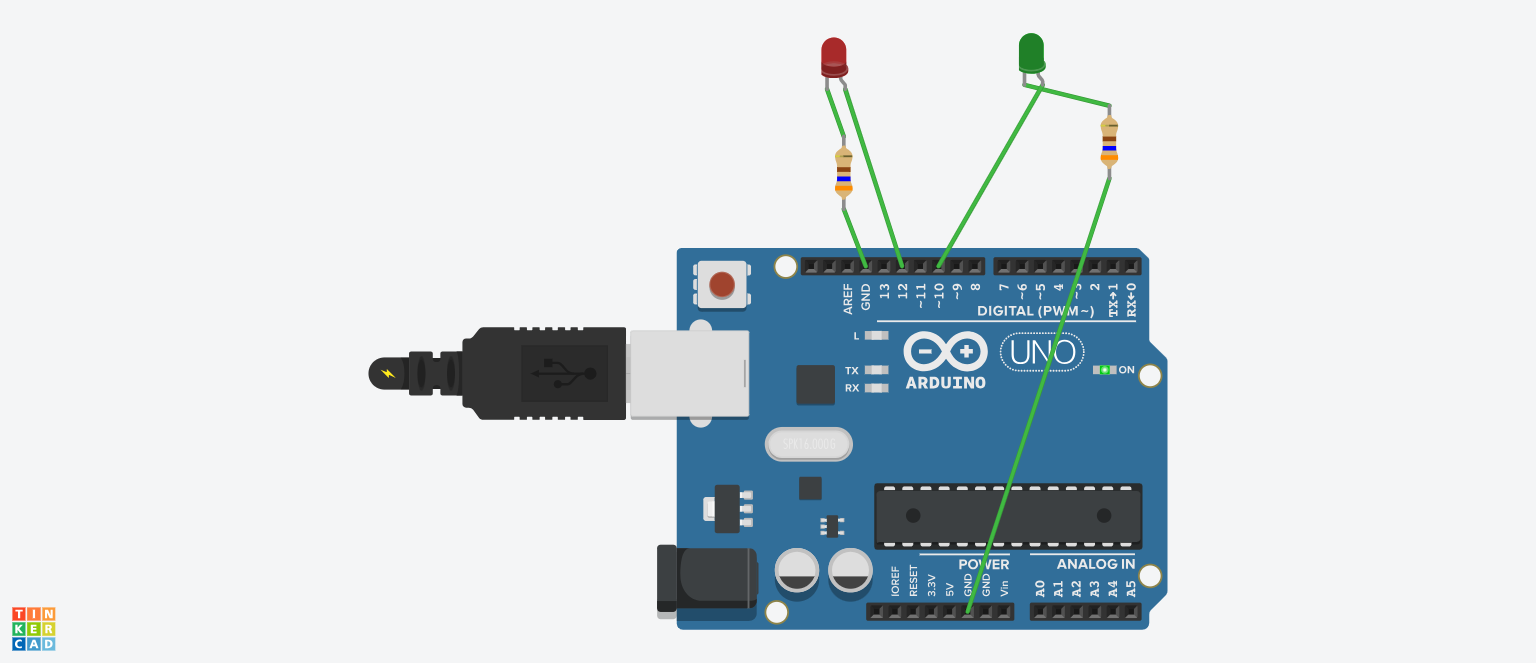 AREF
GND
13
12
~11
~10
~9
8
7
~6
~5
4
~3
2
TX→1
RX←0
DIGITAL (PWM~)
L
TX
RX
UNO
ARDUINO
ON
SPK16.000G
POWER
ANALOG IN
IOREF
RESET
3.3V
5V
GND
GND
Vin
A0
A1
A2
A3
A4
A5
TIN
KER
CAD